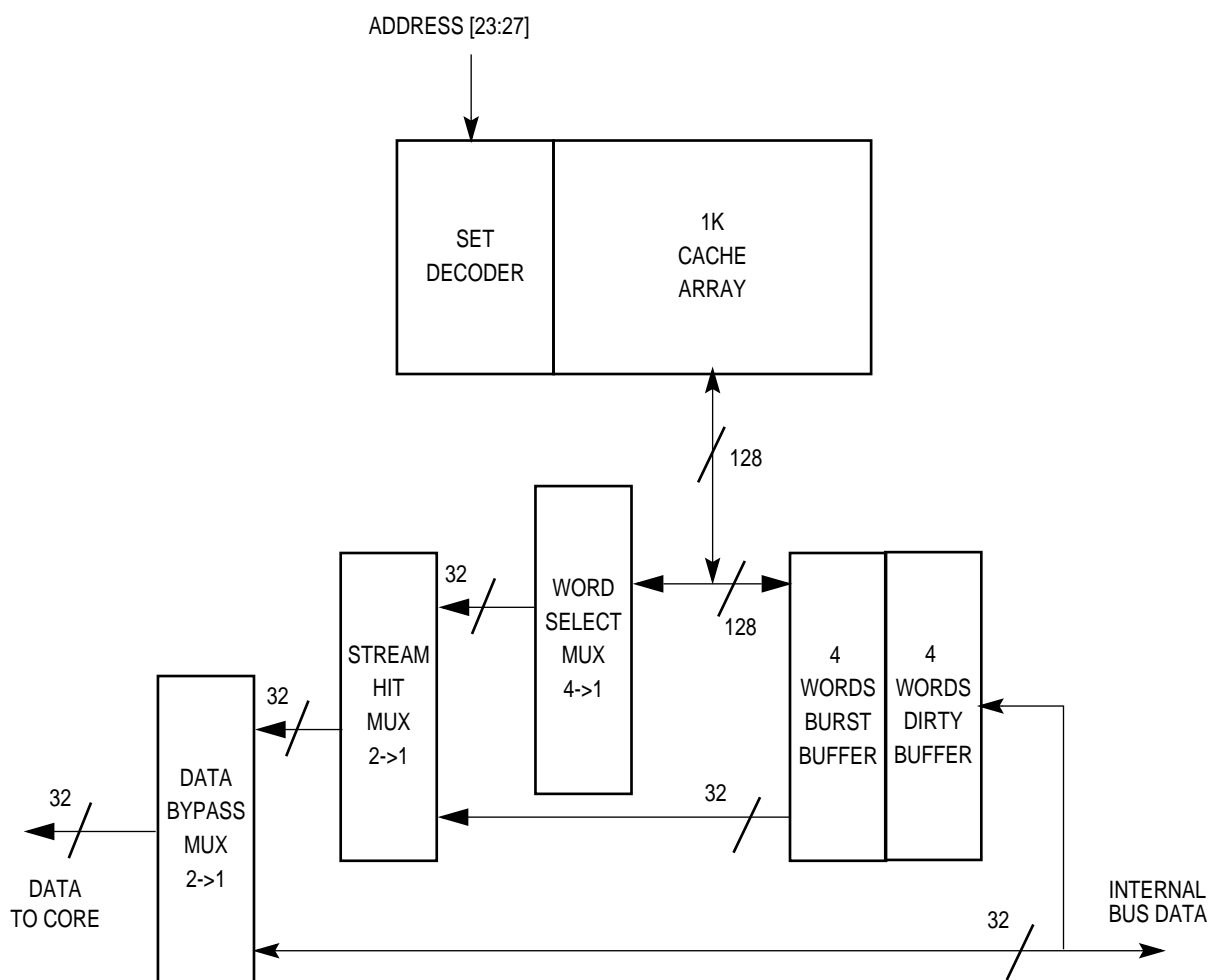 ADDRESS [23:27]
SET
DECODER
1K
CACHE
ARRAY
128
128
32
WORD
SELECT
MUX
4->1
STREAM
HIT
MUX
2->1
32
4
WORDS
BURST
BUFFER
4
WORDS
DIRTY
BUFFER
32
DATA
BYPASS
MUX
2->1
32
DATA
TO CORE
32
INTERNAL
BUS DATA